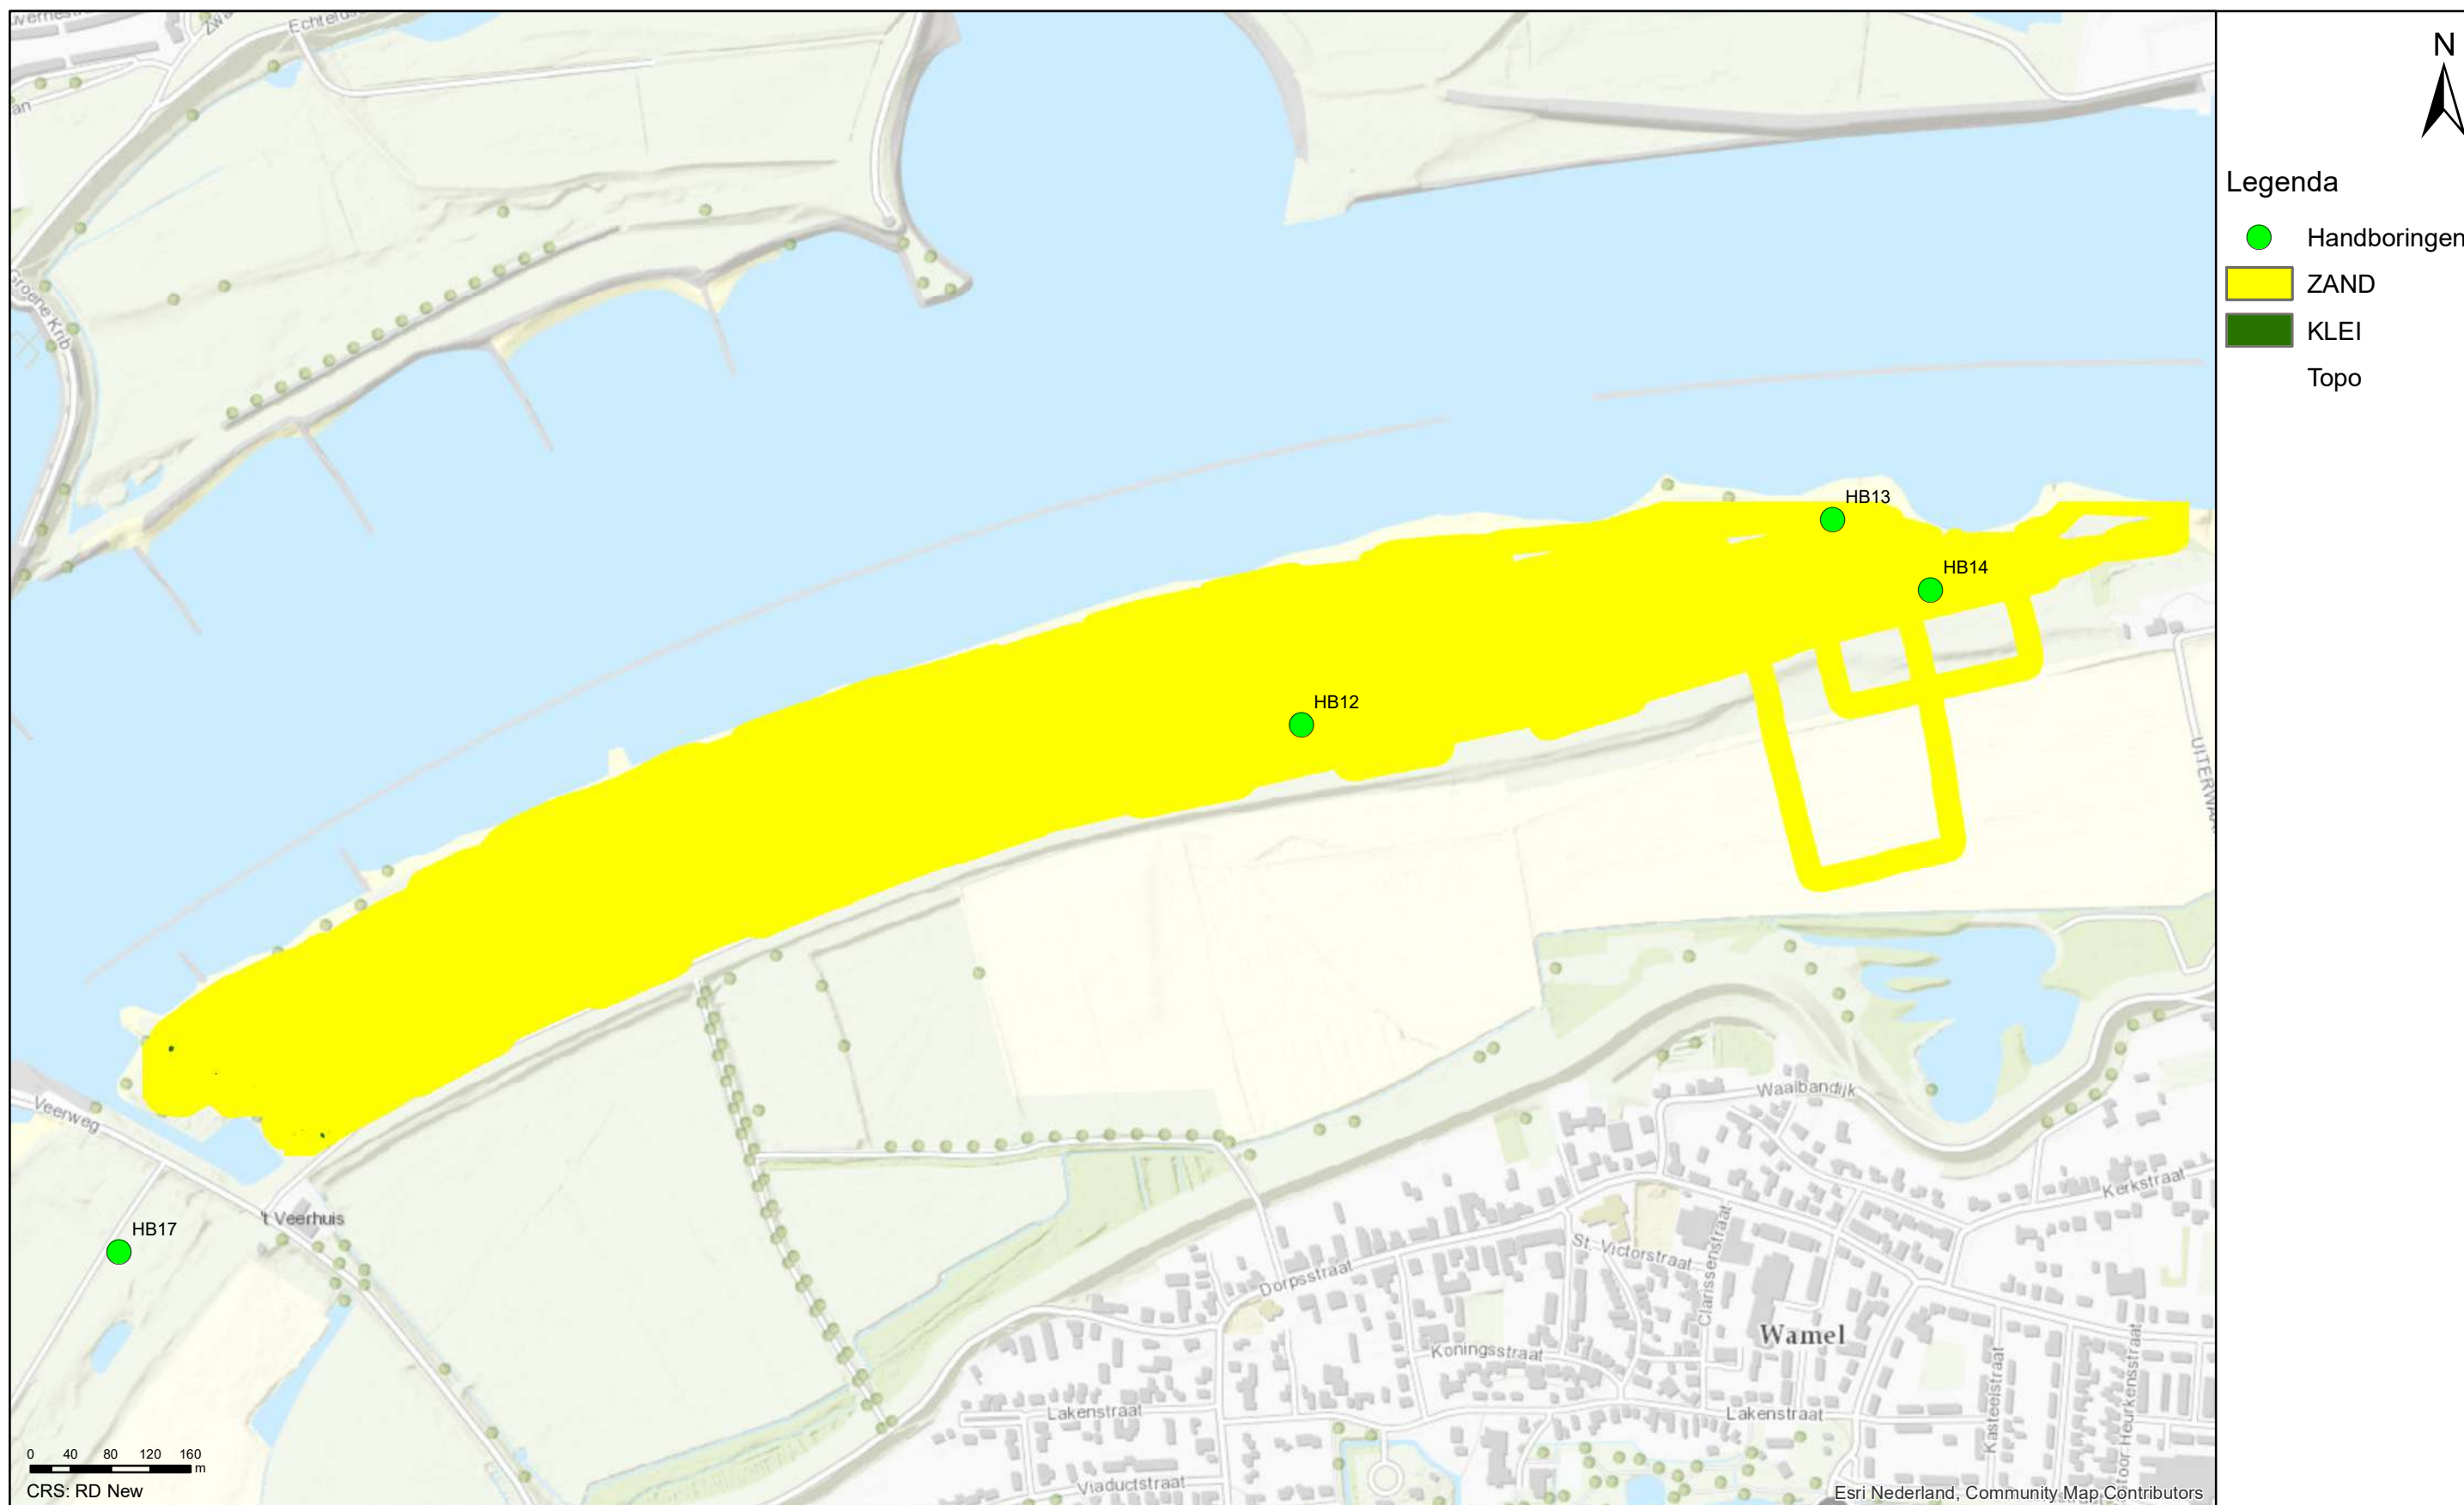 Echteldse
N
Legenda
Handboringen
ZAND
KLEI
Topo
Groene Krib
HB13
HB14
HB12
UITERWAA
Veerweg
Waalbandijk
Kerkstraat
't Veerhuis
HB17
St. Victorstraat
Clarissenstraat
Dorpsstraat
Wamel
Koningsstraat
Kasteelstraat
Lakenstraat
Lakenstraat
Viaductstraat
0 40 80 120 160
m
CRS: RD New
Esri Nederland, Community Map Contributors